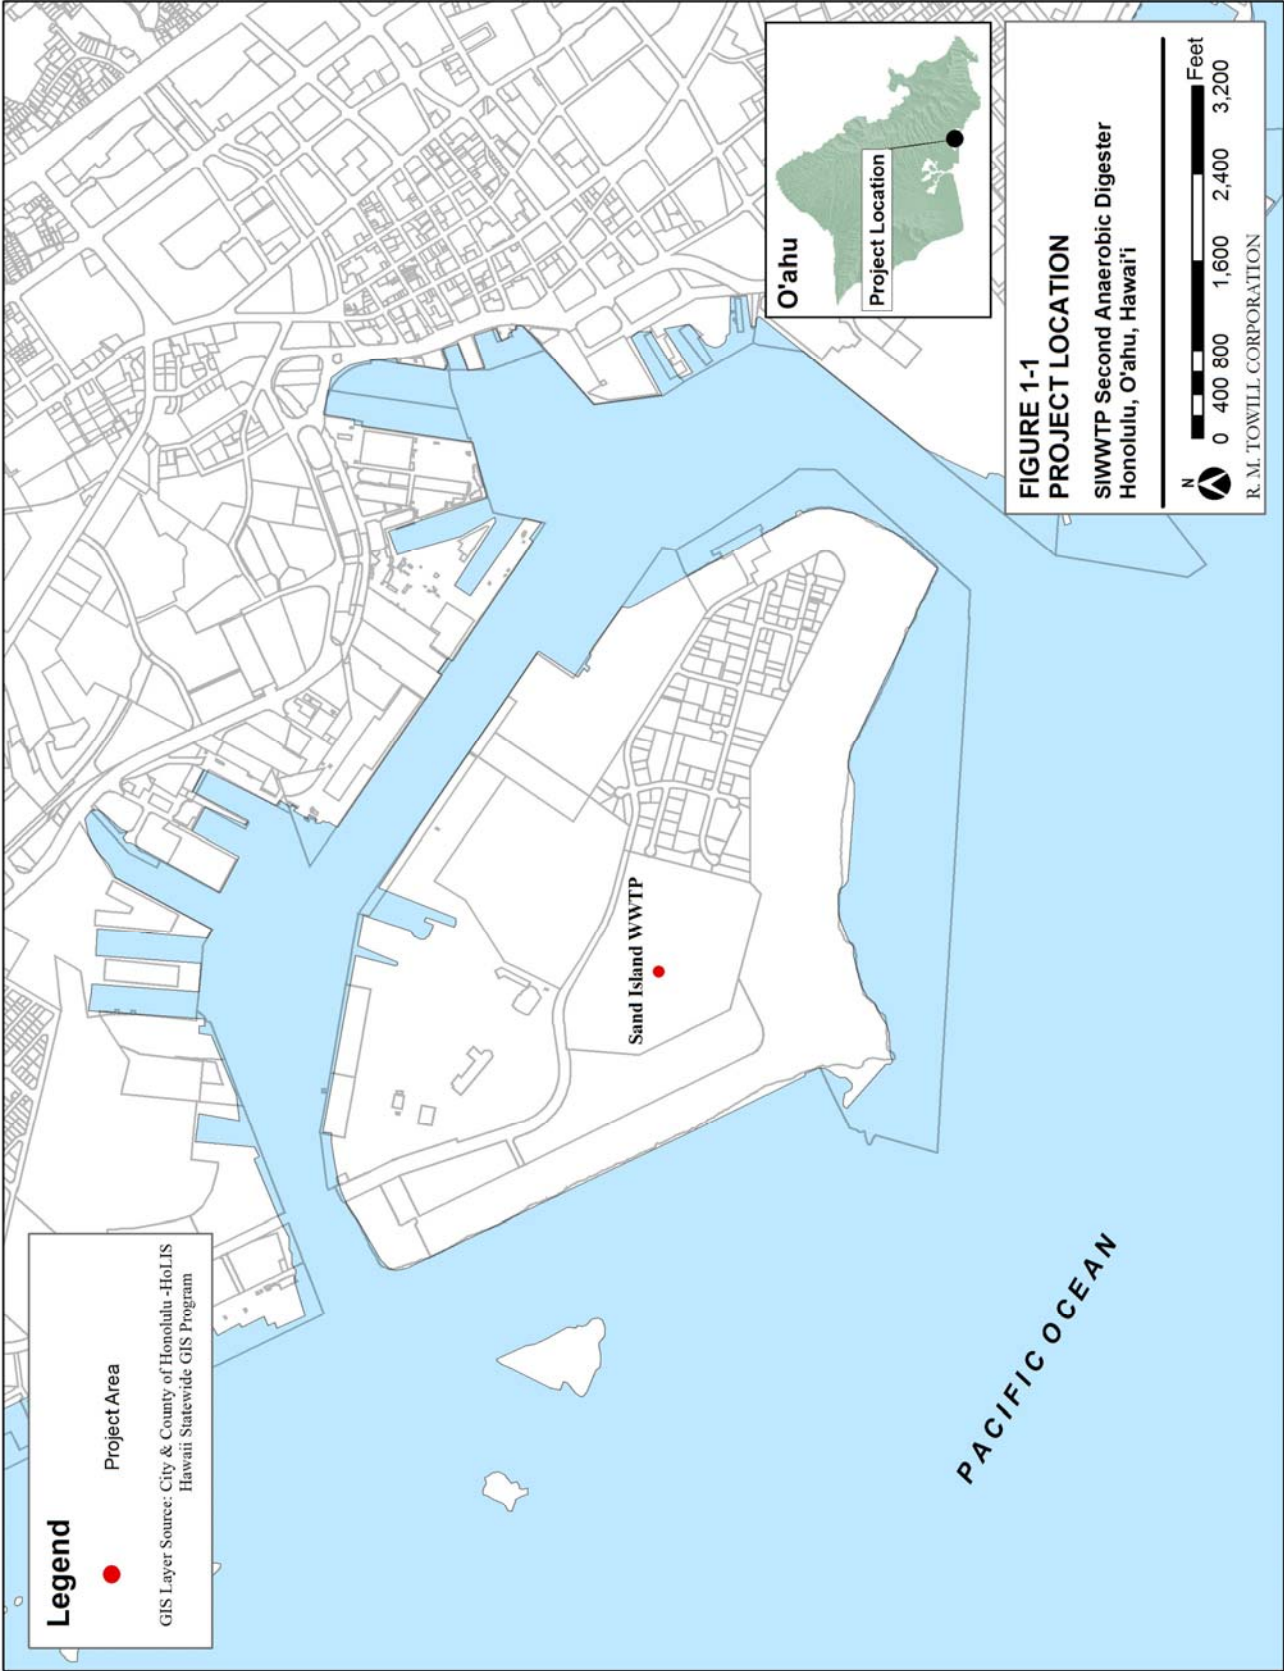 Legend
Project Area
GIS Layer Source: City & County of Honolulu -HoLIS
Hawaii Statewide GIS Program
Sand Island WWTP
PACIFIC OCEAN
O'ahu
Project Location
FIGURE 1-1
PROJECT LOCATION
SIWWTP Second Anaerobic Digester
Honolulu, O'ahu, Hawai'i
N
0 400 800 1,600 2,400 3,200
Feet
R. M. TOWILL CORPORATION